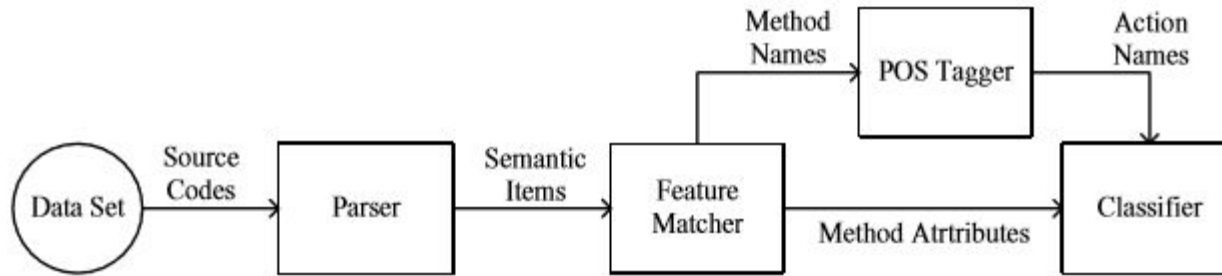 Method
Names
POS Tagger
Action
Names
Data Set
Source
Codes
Parser
Semantic
Items
Feature
Matcher
Method Atrtributes
Classifier